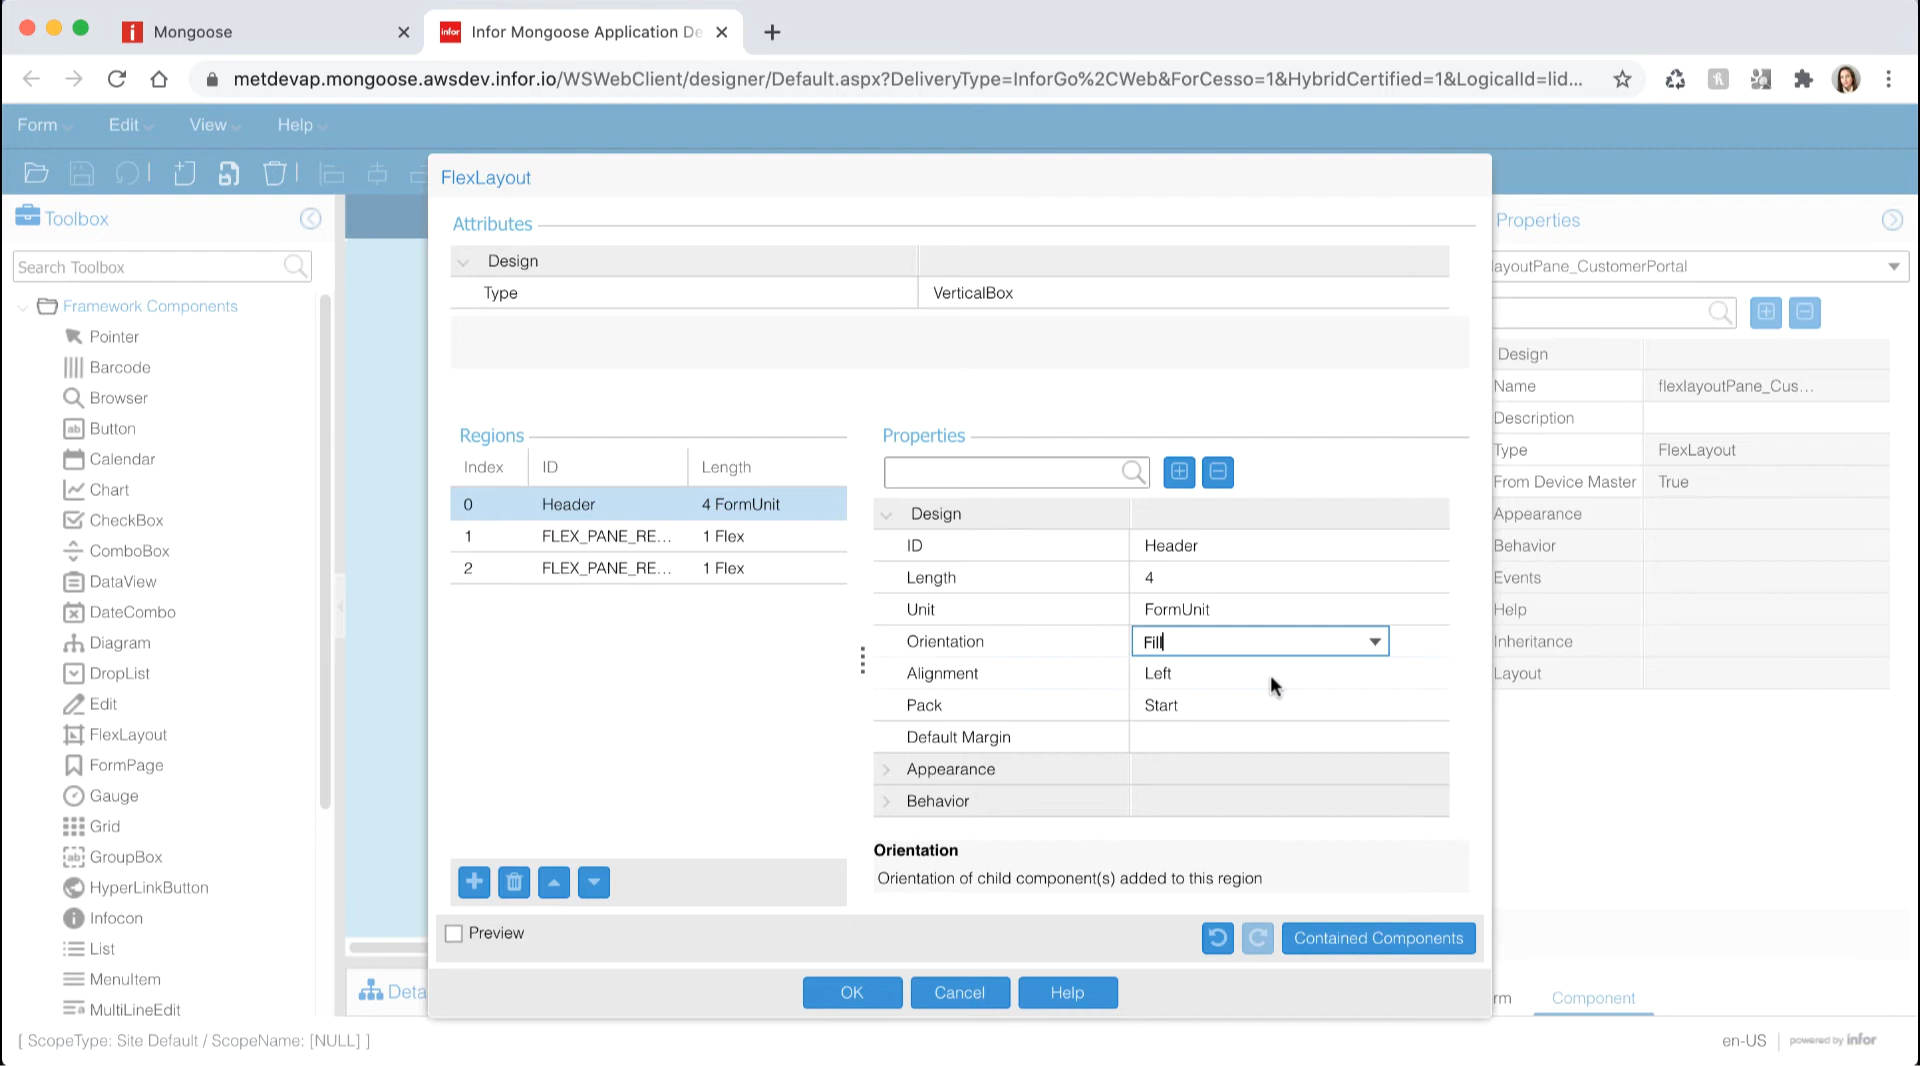 Mongoose
infor
Infor Mongoose Application De
metdevap.mongoose.awsdev.infor.io/WSWebClient/designer/Default.aspx?DeliveryType=InforGo%2CWeb&ForCesso=1&HybridCertified=1&LogicalId=lid...
Form
Edit
View
Help
FlexLayout
Toolbox
Search Toolbox
Framework Components
Pointer
Barcode
Browser
Button
Calendar
Chart
CheckBox
ComboBox
DataView
DateCombo
Diagram
DropList
Edit
FlexLayout
FormPage
Gauge
Grid
GroupBox
HyperLinkButton
Infocon
List
MenuItem
MultiLineEdit
Attributes
Design
Type VerticalBox
Regions
Index ID Length
0 Header 4 FormUnit
1 FLEX_PANE_RE... 1 Flex
2 FLEX_PANE_RE... 1 Flex
Properties
Design
ID Header
Length 4
Unit FormUnit
Orientation Fill
Alignment Left
Pack Start
Default Margin
Appearance
Behavior
Orientation
Orientation of child component(s) added to this region
Preview
Contained Components
OK
Cancel
Help
Properties
layoutPane_CustomerPortal
Design
Name flexlayoutPane_Cus...
Description
Type FlexLayout
From Device Master True
Appearance
Behavior
Events
Help
Inheritance
Layout
Deta
rm
Component
[ ScopeType: Site Default / ScopeName: [NULL] ]
en-US
powered by infor